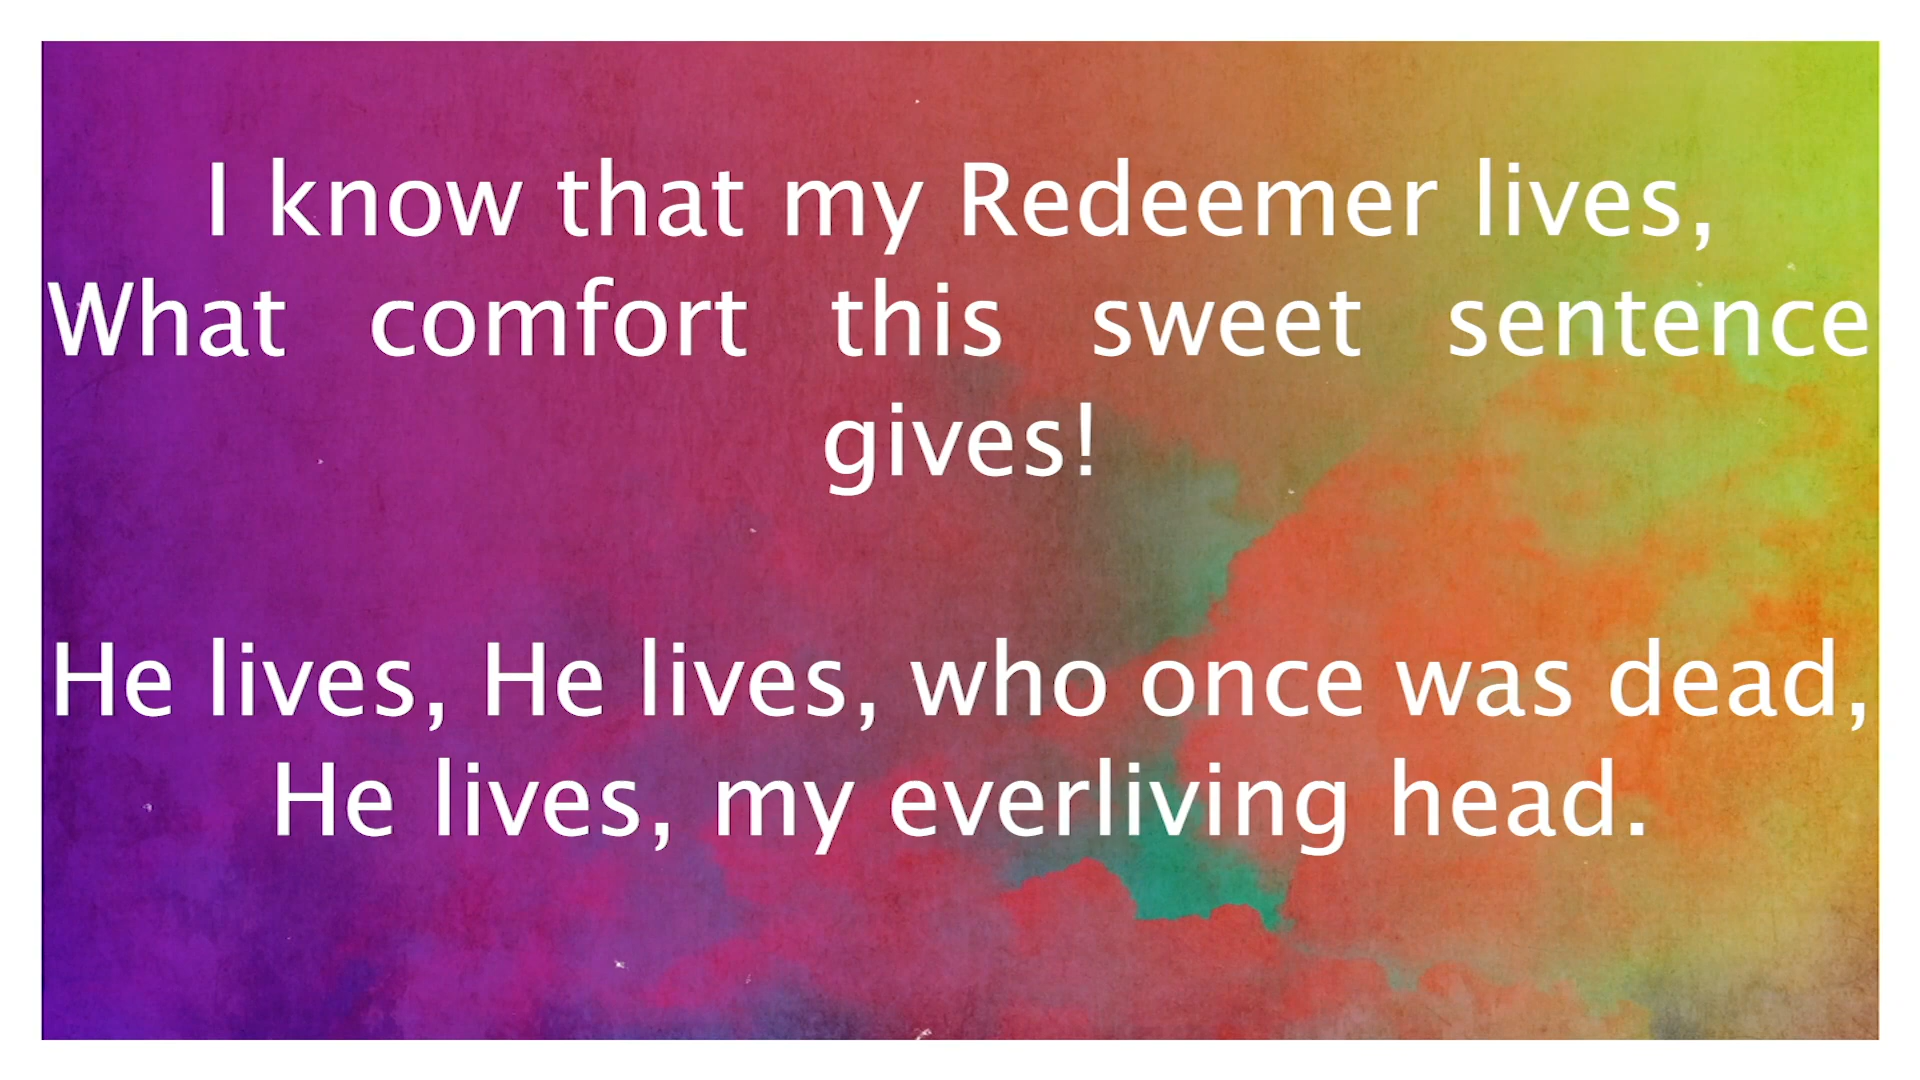 I know that my Redeemer lives,
What comfort this sweet sentence
gives!
He lives, He lives, who once was dead,
He lives, my everliving head.